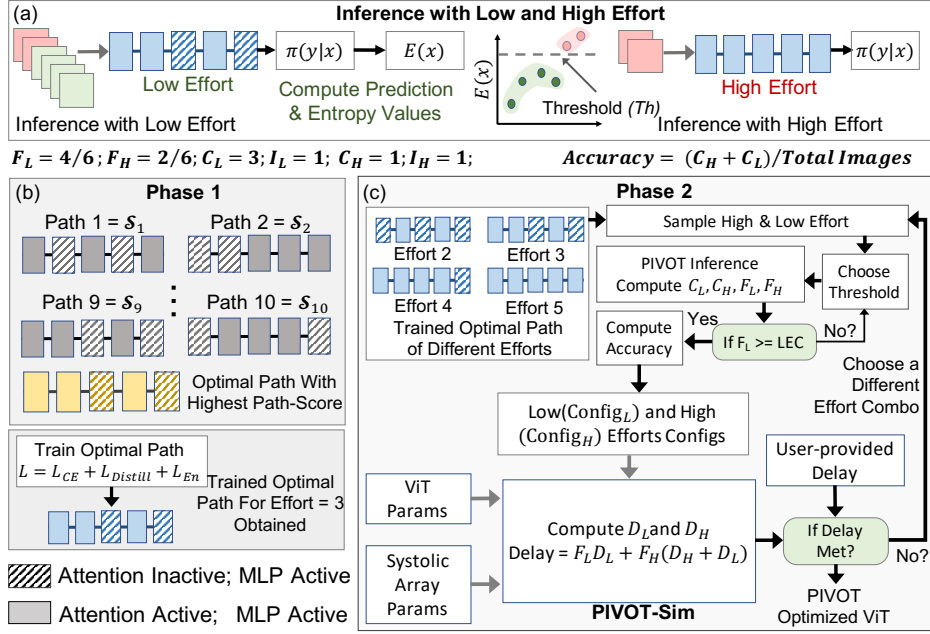 (a)
Inference with Low and High Effort
π(y|x)
E(x)
Low Effort
Compute Prediction
& Entropy Values
Inference with Low Effort
E(x)
Threshold (Th)
π(y|x)
High Effort
Inference with High Effort
F_L = 4/6; F_H = 2/6; C_L = 3; I_L = 1; C_H = 1; I_H = 1;
Accuracy = (C_H + C_L)/Total Images
(b)
Phase 1
Path 1 = S_1
Path 2 = S_2
Path 9 = S_9
Path 10 = S_10
Optimal Path With
Highest Path-Score
Train Optimal Path
L = L_CE + L_Distill + L_En
Trained Optimal
Path For Effort = 3
Obtained
Attention Inactive; MLP Active
Attention Active; MLP Active
(c)
Phase 2
Effort 2
Effort 3
Effort 4
Effort 5
Trained Optimal Path
of Different Efforts
Sample High & Low Effort
PIVOT Inference
Compute C_L, C_H, F_L, F_H
Choose
Threshold
Yes
No?
If F_L >= LEC
Compute
Accuracy
Choose a
Different
Effort Combo
Low(Config_L) and High
(Config_H) Efforts Configs
User-provided
Delay
ViT
Params
Compute D_L and D_H
Delay = F_L D_L + F_H(D_H + D_L)
If Delay
Met?
No?
Systolic
Array
Params
PIVOT-Sim
PIVOT
Optimized ViT